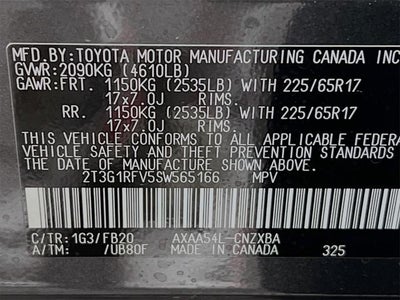 MFD.BY:TOYOTA MOTOR MANUFACTURING CANADA INC
GVWR:2090KG (4610LB)
GAWR:FRT. 1150KG (2535LB) WITH 225/65R17
17x7.0J RIMS.
RR. 1150KG (2535LB) WITH 225/65R17
17x7.0J RIMS.
THIS VEHICLE CONFORMS TO ALL APPLICABLE FEDERA
VEHICLE SAFETY AND THEFT PREVENTION STANDARDS
THE DATE OF MANUFACTURE SHOWN ABOVE.
2T3G1RFV5SW565166 MPV
C/TR:1G3/FB20 AXAA54L-CNZXBA
A/TM: /UB80F MADE IN CANADA 325